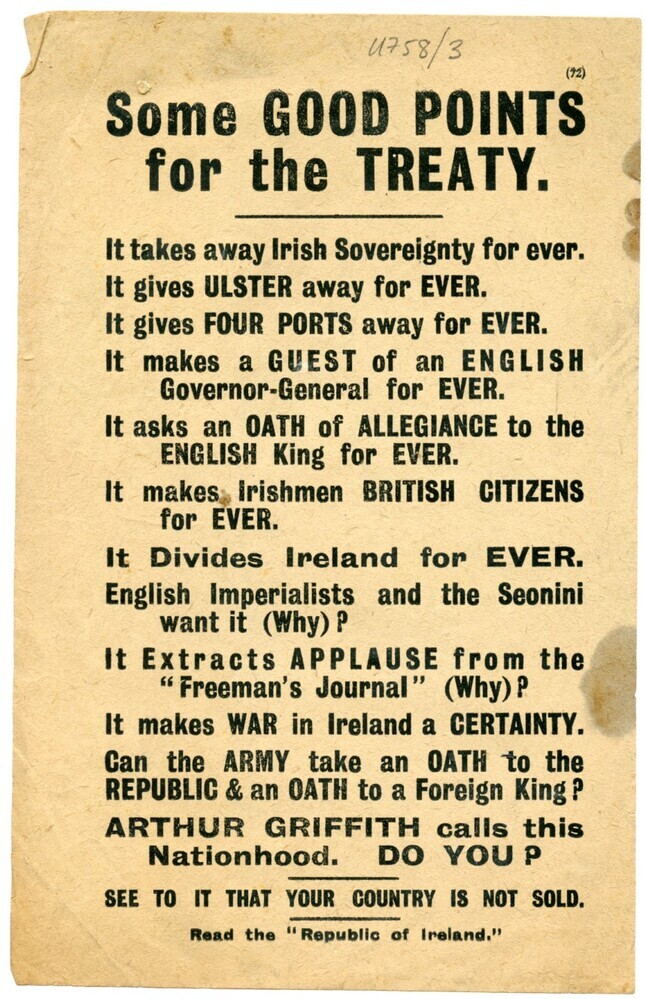 U758/3
(92)
Some GOOD POINTS
for the TREATY.
It takes away Irish Sovereignty for ever.
It gives ULSTER away for EVER.
It gives FOUR PORTS away for EVER.
It makes a GUEST of an ENGLISH
Governor-General for EVER.
It asks an OATH of ALLEGIANCE to the
ENGLISH King for EVER.
It makes Irishmen BRITISH CITIZENS
for EVER.
It Divides Ireland for EVER.
English Imperialists and the Seonini
want it (Why)?
It Extracts APPLAUSE from the
"Freeman's Journal" (Why)?
It makes WAR in Ireland a CERTAINTY.
Can the ARMY take an OATH to the
REPUBLIC & an OATH to a Foreign King?
ARTHUR GRIFFITH calls this
Nationhood. DO YOU?
SEE TO IT THAT YOUR COUNTRY IS NOT SOLD.
Read the "Republic of Ireland."